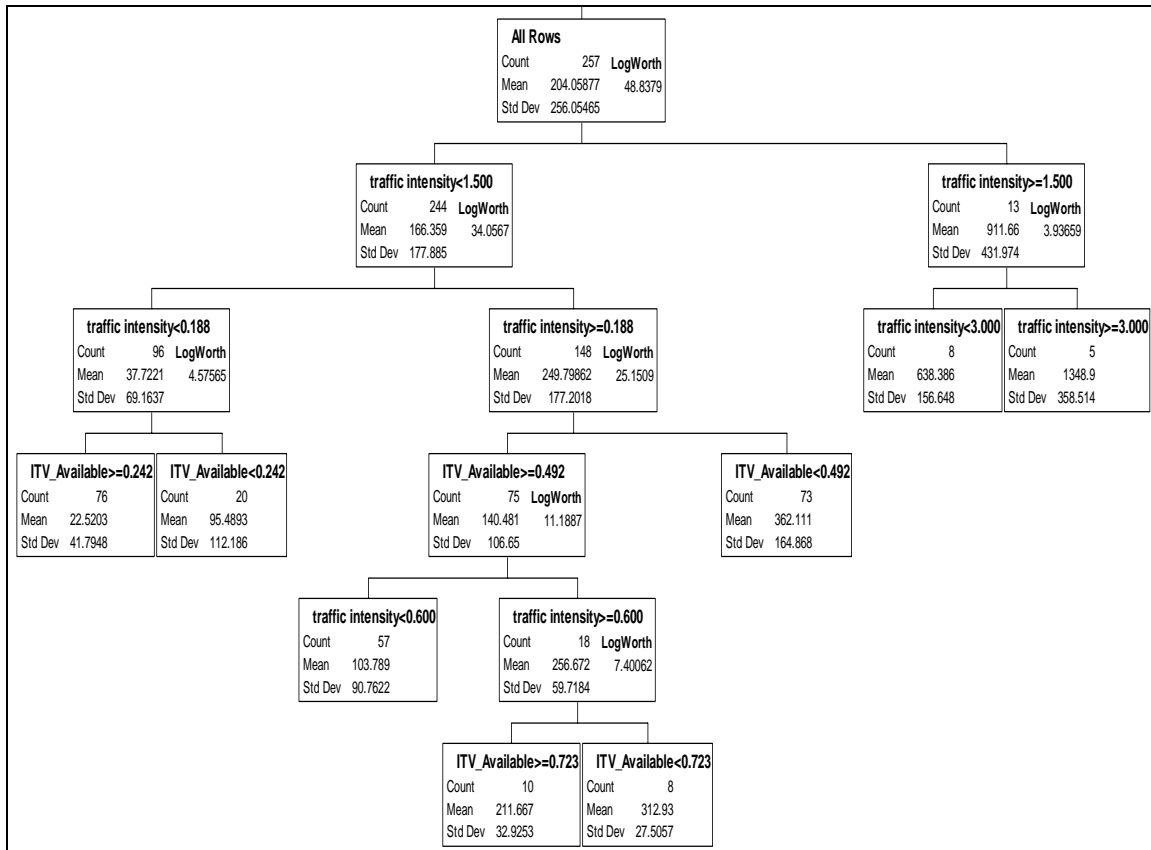 All Rows
Count 257 LogWorth
Mean 204.05877 48.8379
Std Dev 256.05465
traffic intensity<1.500
Count 244 LogWorth
Mean 166.359 34.0567
Std Dev 177.885
traffic intensity>=1.500
Count 13 LogWorth
Mean 911.66 3.93659
Std Dev 431.974
traffic intensity<0.188
Count 96 LogWorth
Mean 37.7221 4.57565
Std Dev 69.1637
traffic intensity>=0.188
Count 148 LogWorth
Mean 249.79862 25.1509
Std Dev 177.2018
traffic intensity<3.000
Count 8
Mean 638.386
Std Dev 156.648
traffic intensity>=3.000
Count 5
Mean 1348.9
Std Dev 358.514
ITV_Available>=0.242
Count 76
Mean 22.5203
Std Dev 41.7948
ITV_Available<0.242
Count 20
Mean 95.4893
Std Dev 112.186
ITV_Available>=0.492
Count 75 LogWorth
Mean 140.481 11.1887
Std Dev 106.65
ITV_Available<0.492
Count 73
Mean 362.111
Std Dev 164.868
traffic intensity<0.600
Count 57
Mean 103.789
Std Dev 90.7622
traffic intensity>=0.600
Count 18 LogWorth
Mean 256.672 7.40062
Std Dev 59.7184
ITV_Available>=0.723
Count 10
Mean 211.667
Std Dev 32.9253
ITV_Available<0.723
Count 8
Mean 312.93
Std Dev 27.5057